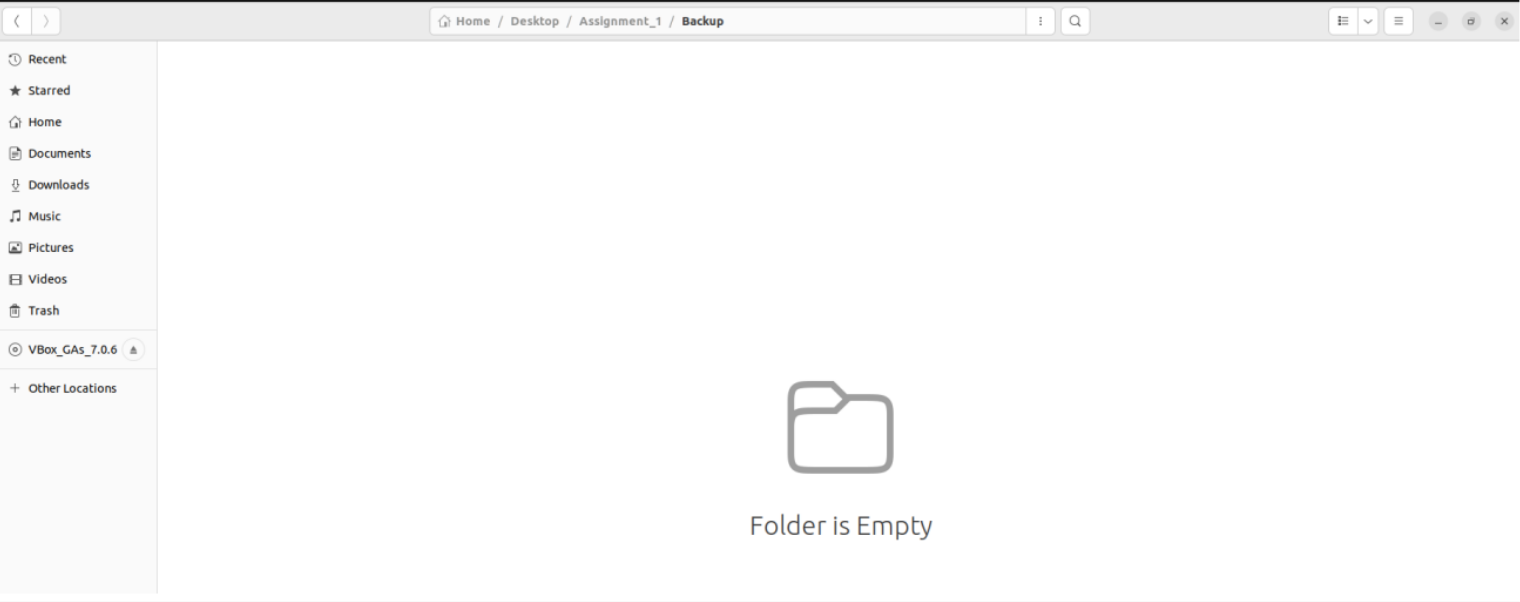 Home / Desktop / Assignment_1 / Backup
Recent
Starred
Home
Documents
Downloads
Music
Pictures
Videos
Trash
VBox_GAs_7.0.6
+ Other Locations
Folder is Empty